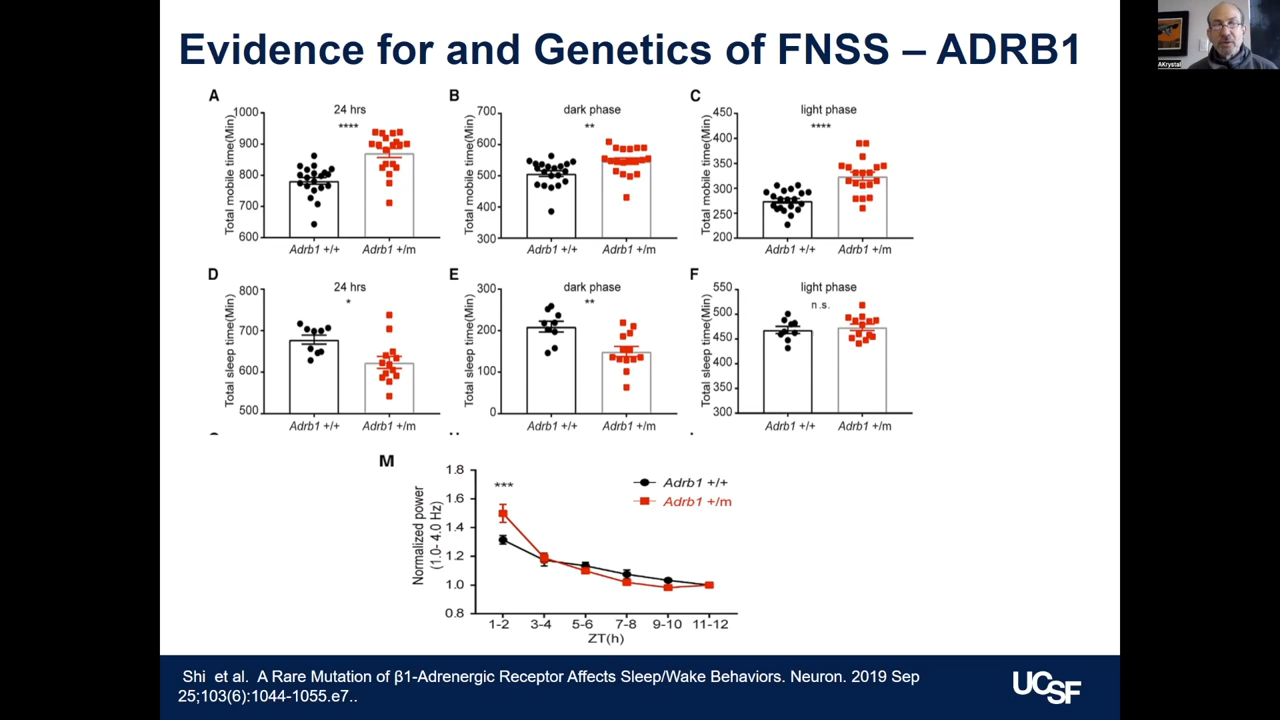 Evidence for and Genetics of FNSS – ADRB1
AKrystal
A
24 hrs
****
Total mobile time(Min)
1000
900
800
700
600
Adrb1 +/+
Adrb1 +/m
B
dark phase
**
Total mobile time(Min)
700
600
500
400
300
Adrb1 +/+
Adrb1 +/m
C
light phase
****
Total mobile time(Min)
450
400
350
300
250
200
Adrb1 +/+
Adrb1 +/m
D
24 hrs
*
Total sleep time(Min)
800
700
600
500
Adrb1 +/+
Adrb1 +/m
E
dark phase
**
Total sleep time(Min)
300
200
100
0
Adrb1 +/+
Adrb1 +/m
F
light phase
n.s.
Total sleep time(Min)
550
500
450
400
350
300
Adrb1 +/+
Adrb1 +/m
M
***
Normalized power
(1.0- 4.0 Hz)
1.8
1.6
1.4
1.2
1.0
0.8
Adrb1 +/+
Adrb1 +/m
1-2 3-4 5-6 7-8 9-10 11-12
ZT(h)
Shi et al. A Rare Mutation of β1-Adrenergic Receptor Affects Sleep/Wake Behaviors. Neuron. 2019 Sep
25;103(6):1044-1055.e7..
UCSF